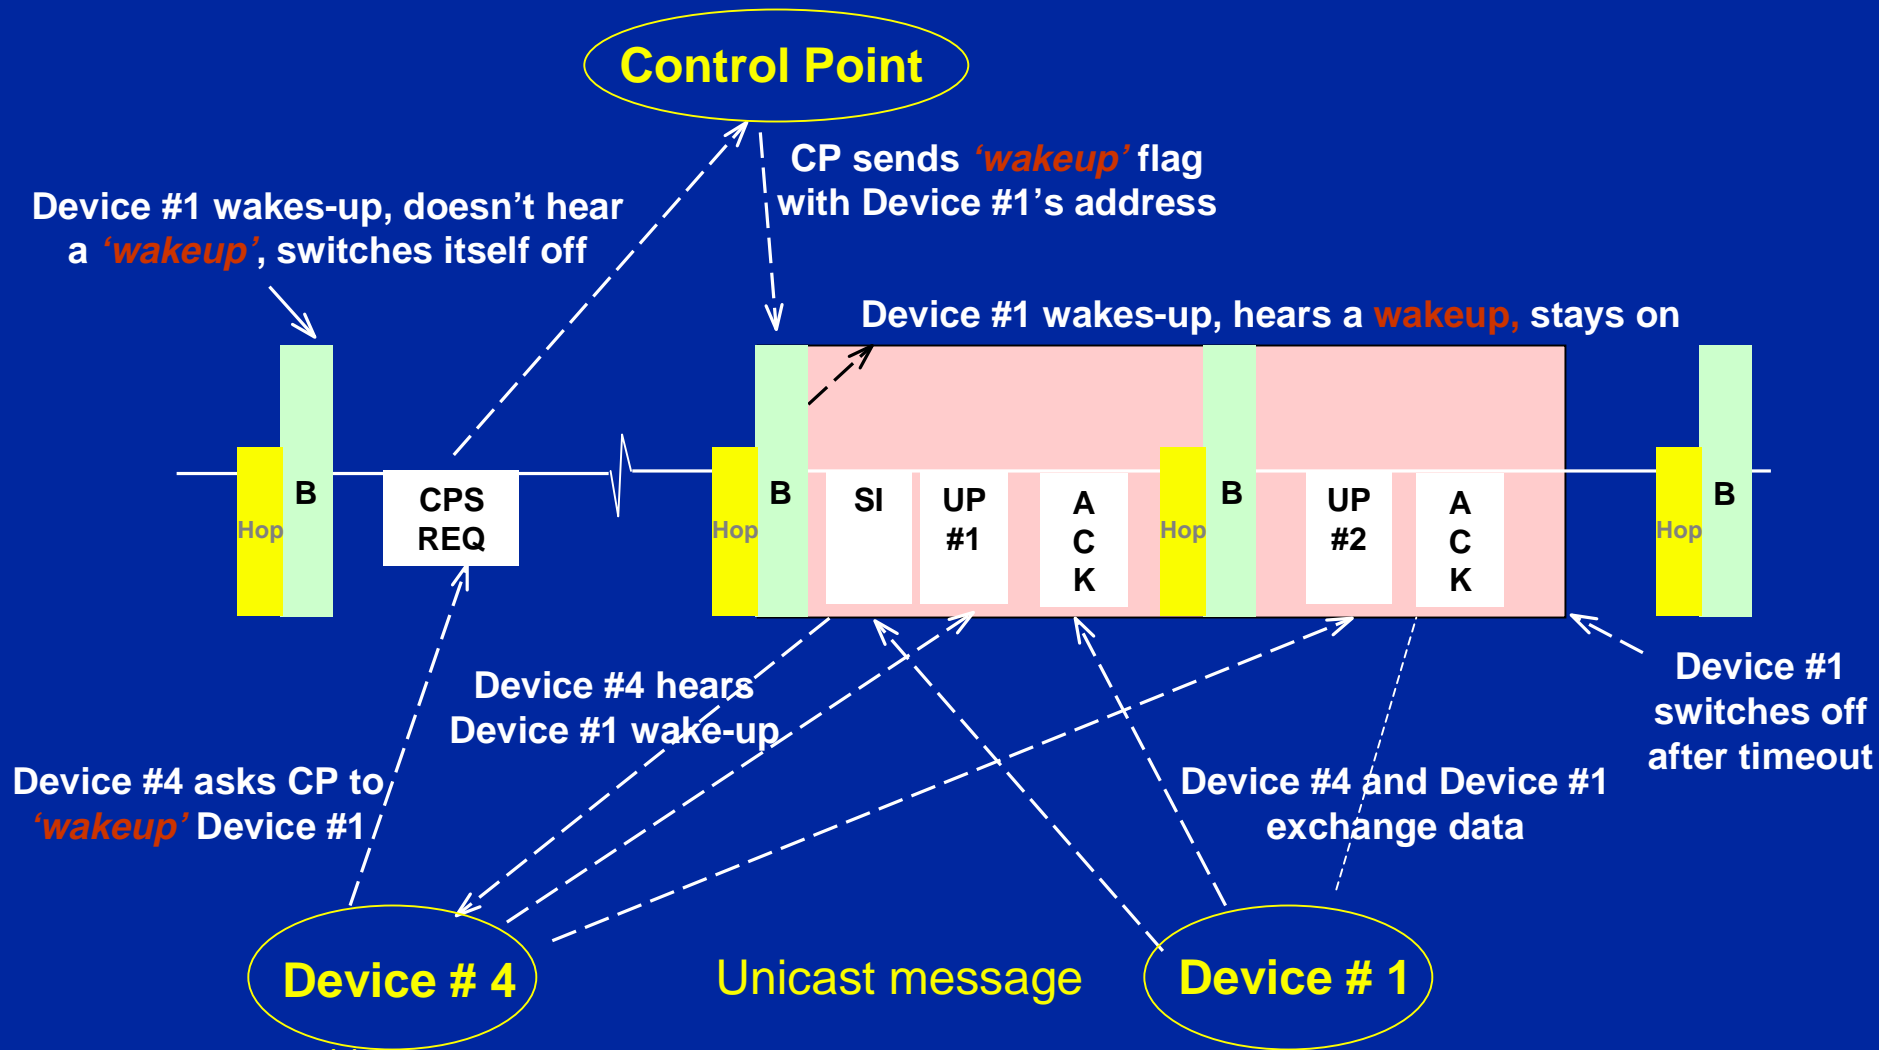 Control Point
CP sends ‘wakeup’ flag
with Device #1’s address
Device #1 wakes-up, doesn’t hear
a ‘wakeup’, switches itself off
Device #1 wakes-up, hears a wakeup, stays on
Hop
B
CPS
REQ
Hop
B
SI
UP
#1
A
C
K
Hop
B
UP
#2
A
C
K
Hop
B
Device #4 hears
Device #1 wake-up
Device #1
switches off
after timeout
Device #4 asks CP to
‘wakeup’ Device #1
Device #4 and Device #1
exchange data
Device # 4
Unicast message
Device # 1